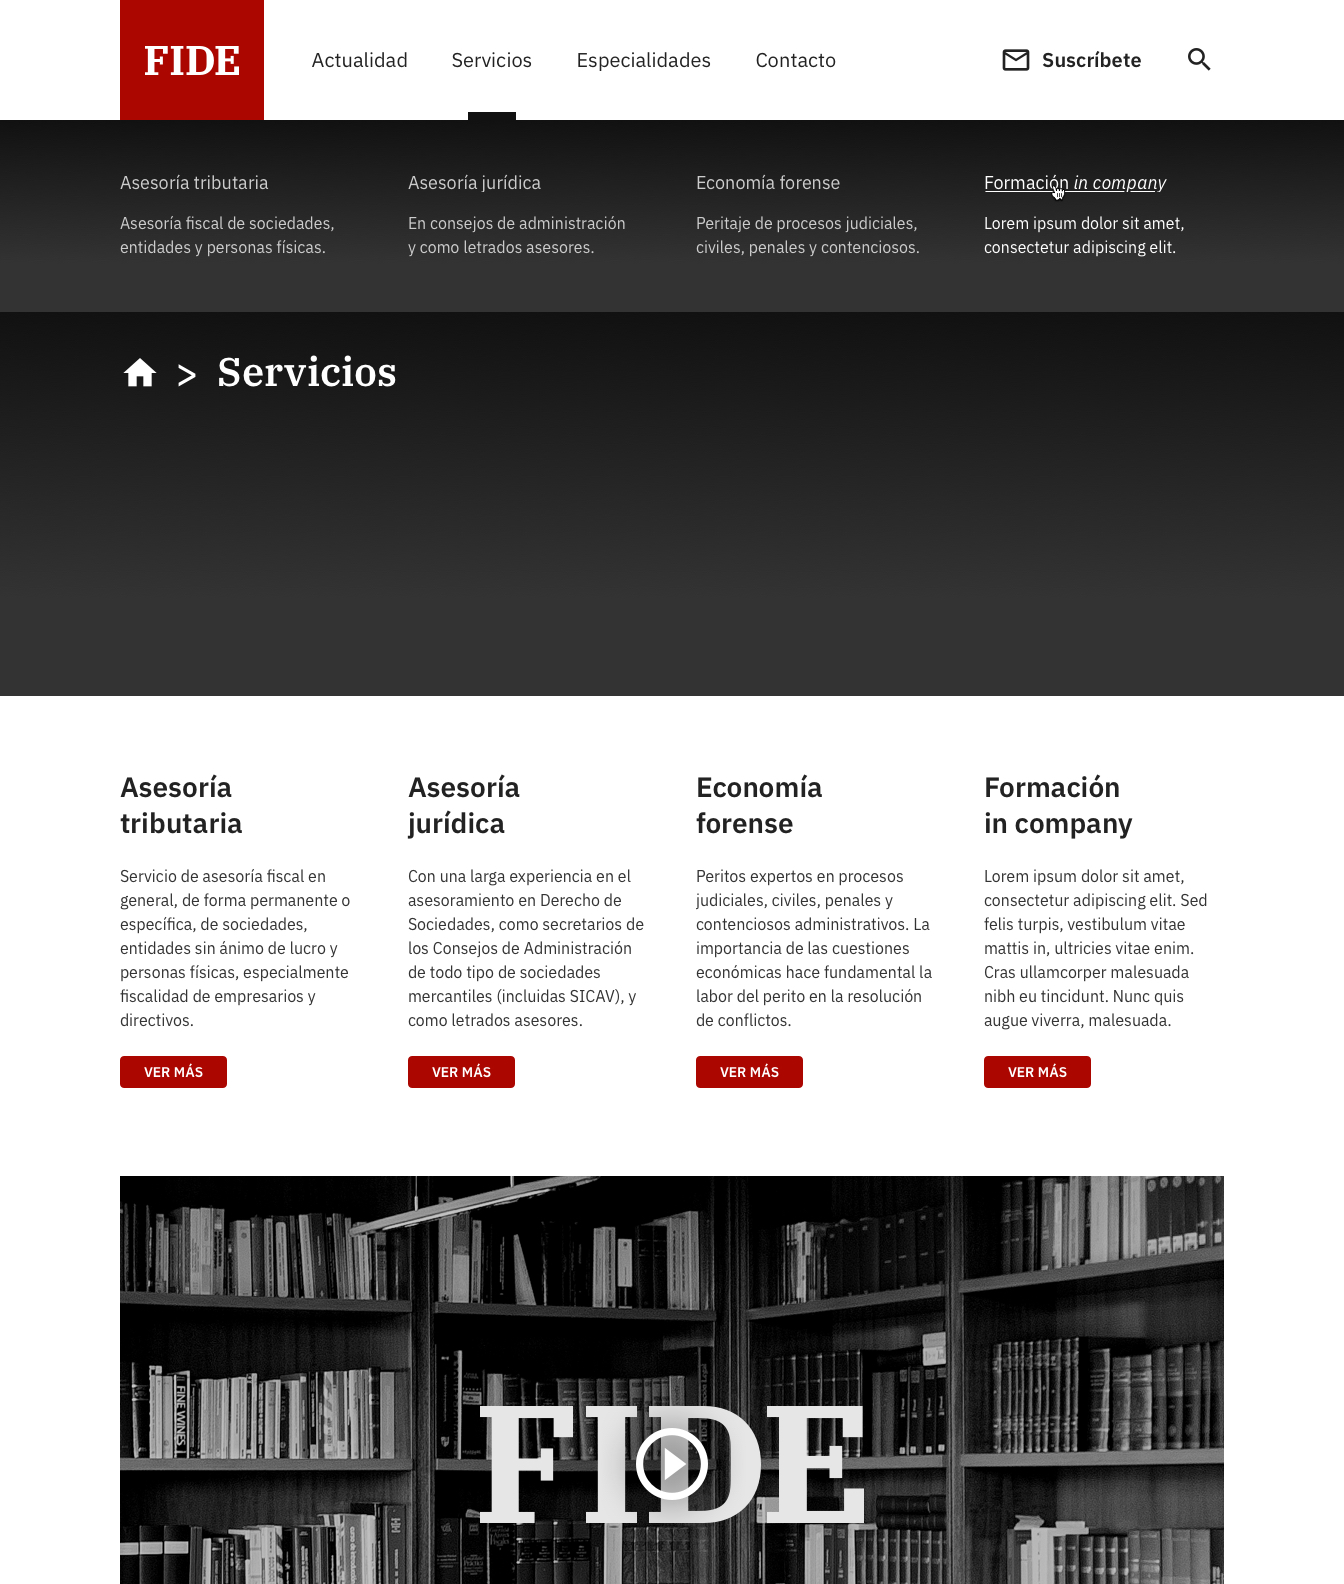 FIDE
Actualidad
Servicios
Especialidades
Contacto
Suscríbete
Asesoría tributaria
Asesoría fiscal de sociedades,
entidades y personas físicas.
Asesoría jurídica
En consejos de administración
y como letrados asesores.
Economía forense
Peritaje de procesos judiciales,
civiles, penales y contenciosos.
Formación in company
Lorem ipsum dolor sit amet,
consectetur adipiscing elit.
> Servicios
Asesoría
tributaria
Servicio de asesoría fiscal en
general, de forma permanente o
específica, de sociedades,
entidades sin ánimo de lucro y
personas físicas, especialmente
fiscalidad de empresarios y
directivos.
VER MÁS
Asesoría
jurídica
Con una larga experiencia en el
asesoramiento en Derecho de
Sociedades, como secretarios de
los Consejos de Administración
de todo tipo de sociedades
mercantiles (incluidas SICAV), y
como letrados asesores.
VER MÁS
Economía
forense
Peritos expertos en procesos
judiciales, civiles, penales y
contenciosos administrativos. La
importancia de las cuestiones
económicas hace fundamental la
labor del perito en la resolución
de conflictos.
VER MÁS
Formación
in company
Lorem ipsum dolor sit amet,
consectetur adipiscing elit. Sed
felis turpis, vestibulum vitae
mattis in, ultricies vitae enim.
Cras ullamcorper malesuada
nibh eu tincidunt. Nunc quis
augue viverra, malesuada.
VER MÁS
FINE WINES
FIDE